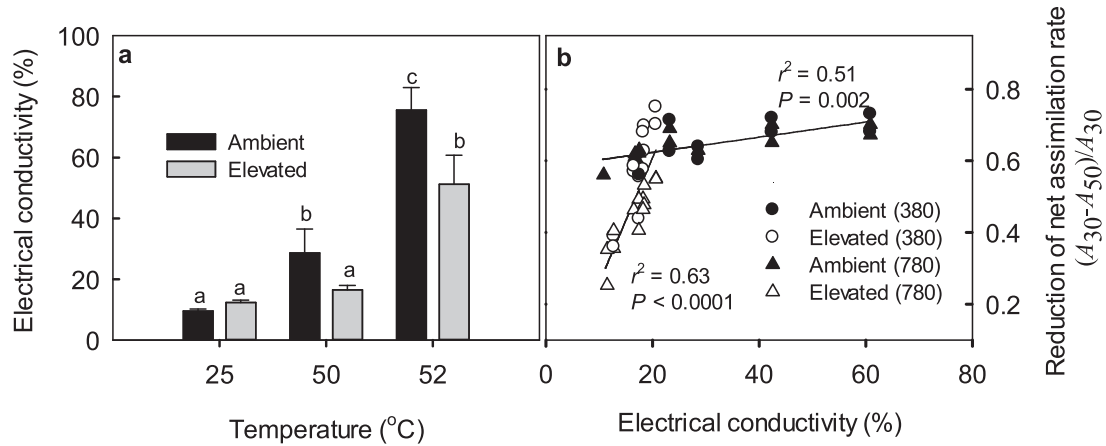 a
Electrical conductivity (%)
100
80
60
40
20
0
Ambient
Elevated
a
a
b
a
c
b
25
50
52
Temperature (°C)
b
r² = 0.51
P = 0.002
Ambient (380)
Elevated (380)
Ambient (780)
Elevated (780)
r² = 0.63
P < 0.0001
0
20
40
60
80
Electrical conductivity (%)
0.8
0.6
0.4
0.2
Reduction of net assimilation rate
(A30-A50)/A30